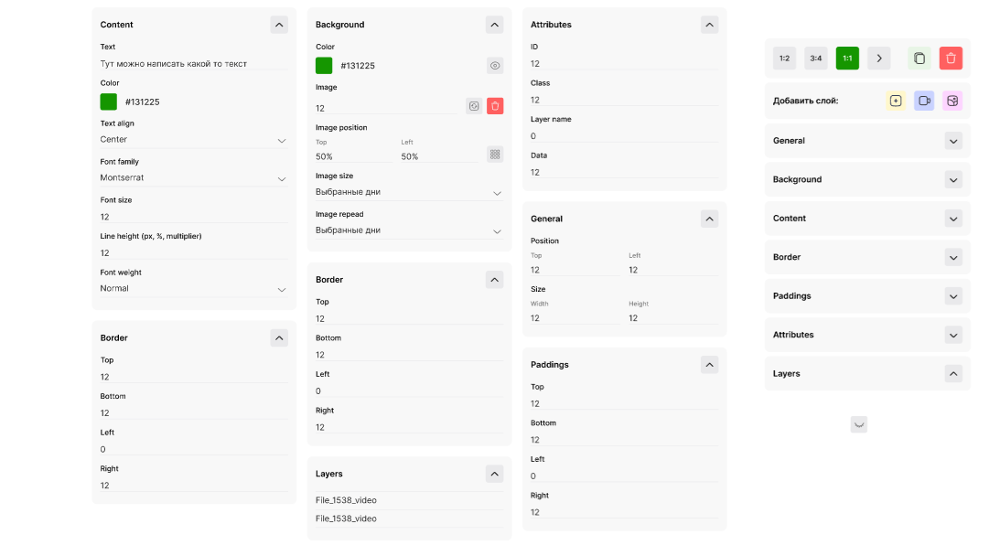 Content
Text
Тут можно написать какой то текст
Color
#131225
Text align
Center
Font family
Montserrat
Font size
12
Line height (px, %, multiplier)
12
Font weight
Normal
Border
Top
12
Bottom
12
Left
0
Right
12
Background
Color
#131225
Image
12
Image position
Top Left
50% 50%
Image size
Выбранные дни
Image repead
Выбранные дни
Border
Top
12
Bottom
12
Left
0
Right
12
Layers
File_1538_video
File_1538_video
Attributes
ID
12
Class
12
Layer name
0
Data
12
General
Position
Top Left
12 12
Size
Width Height
12 12
Paddings
Top
12
Bottom
12
Left
0
Right
12
1:2 3:4 1:1
Добавить слой:
General
Background
Content
Border
Paddings
Attributes
Layers